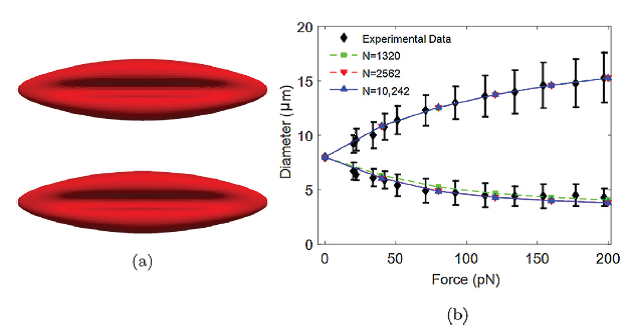 20
15
10
5
0
Diameter (μm)
Experimental Data
N=1320
N=2562
N=10,242
0
50
100
150
200
Force (pN)
(a)
(b)